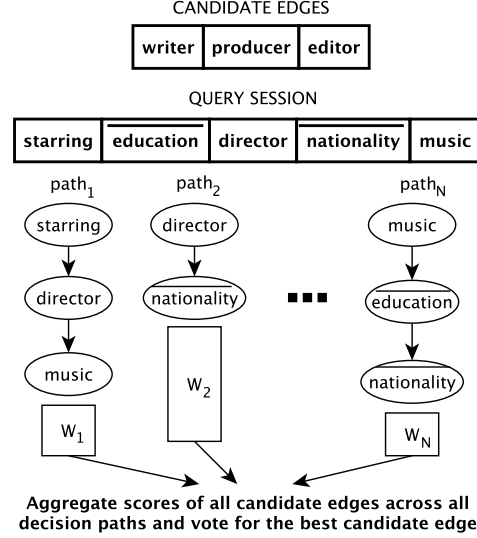 CANDIDATE EDGES
writer producer editor
QUERY SESSION
starring education director nationality music
path1 path2 pathN
starring director music
director nationality education
music nationality
W1 W2 WN
Aggregate scores of all candidate edges across all
decision paths and vote for the best candidate edge